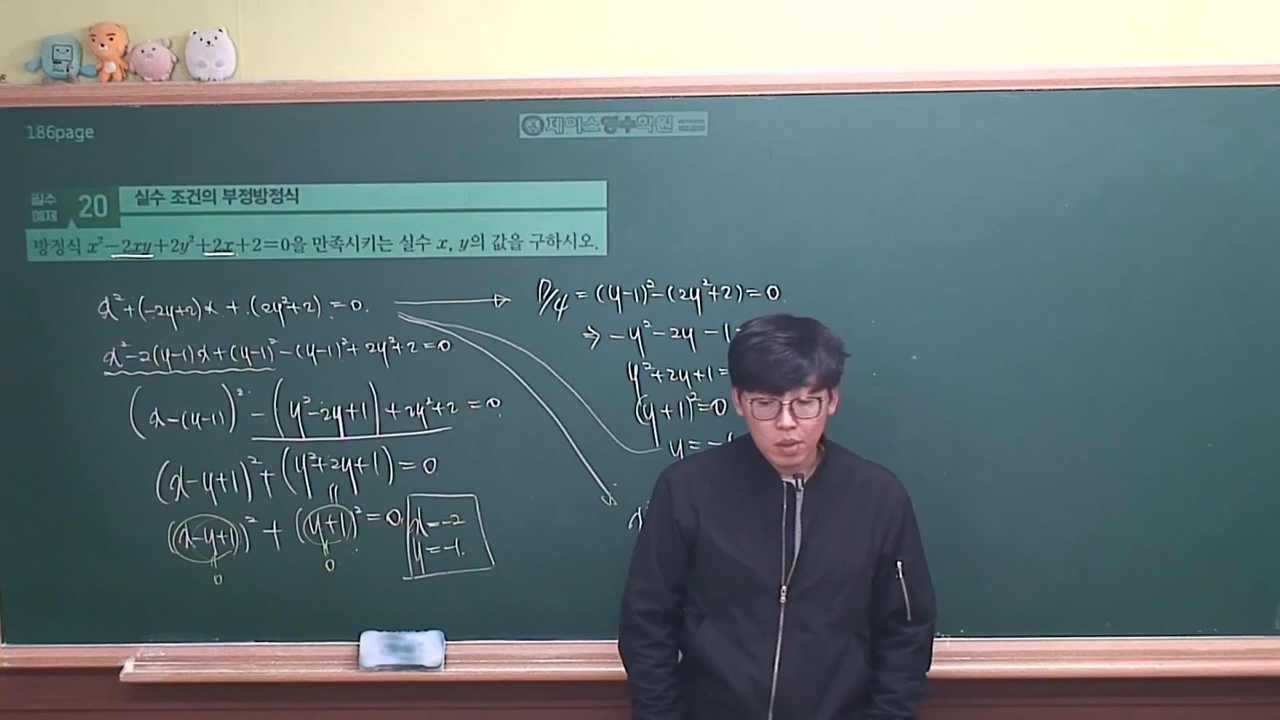 186page
제이스영수학원
필수 예제 20 실수 조건의 부정방정식
방정식 x²-2xy+2y²+2x+2=0을 만족시키는 실수 x, y의 값을 구하시오.
x²+(-2y+2)x+(2y²+2)=0.
x²-2(y-1)x+(y-1)²-(y-1)²+2y²+2=0
(x-(y-1))²-(y²-2y+1)+2y²+2=0
(x-y+1)²+(y²+2y+1)=0
((x-y+1))²+((y+1))²=0
0
0
x=-2
y=-1.
D/4=(y-1)²-(2y²+2)=0
⇒ -y²-2y-1
y²+2y+1=
(y+1)²=0
y=-1
x